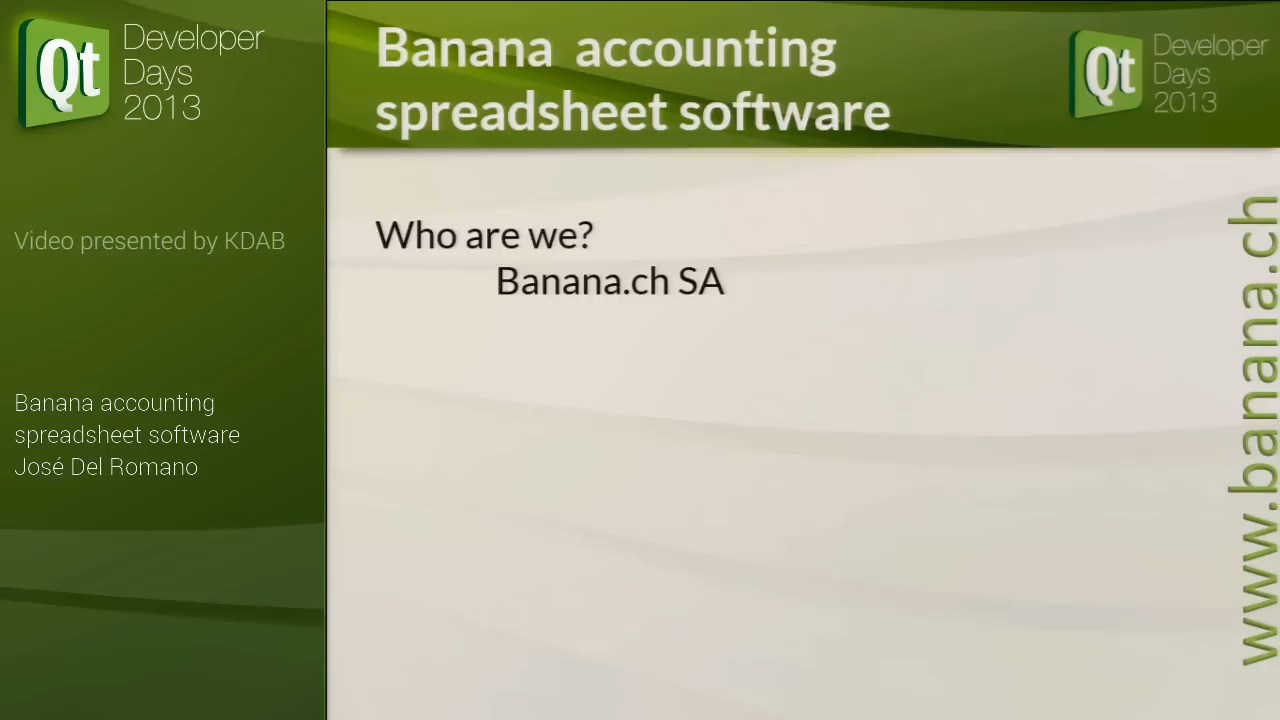 Qt Developer
Days
2013
Video presented by KDAB
Banana accounting
spreadsheet software
José Del Romano
Banana accounting
spreadsheet software
Qt Developer
Days
2013
Who are we?
Banana.ch SA
www.banana.ch